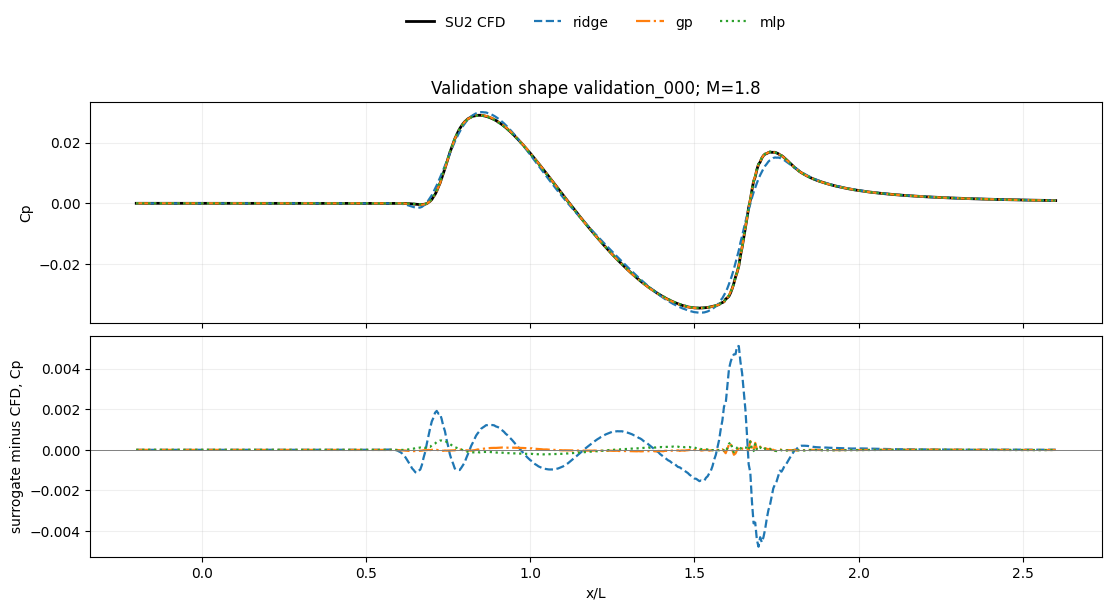 SU2 CFD ridge gp mlp
Validation shape validation_000; M=1.8
0.02
0.00
−0.02
Cp
0.004
0.002
0.000
−0.002
−0.004
surrogate minus CFD, Cp
0.0 0.5 1.0 1.5 2.0 2.5
x/L